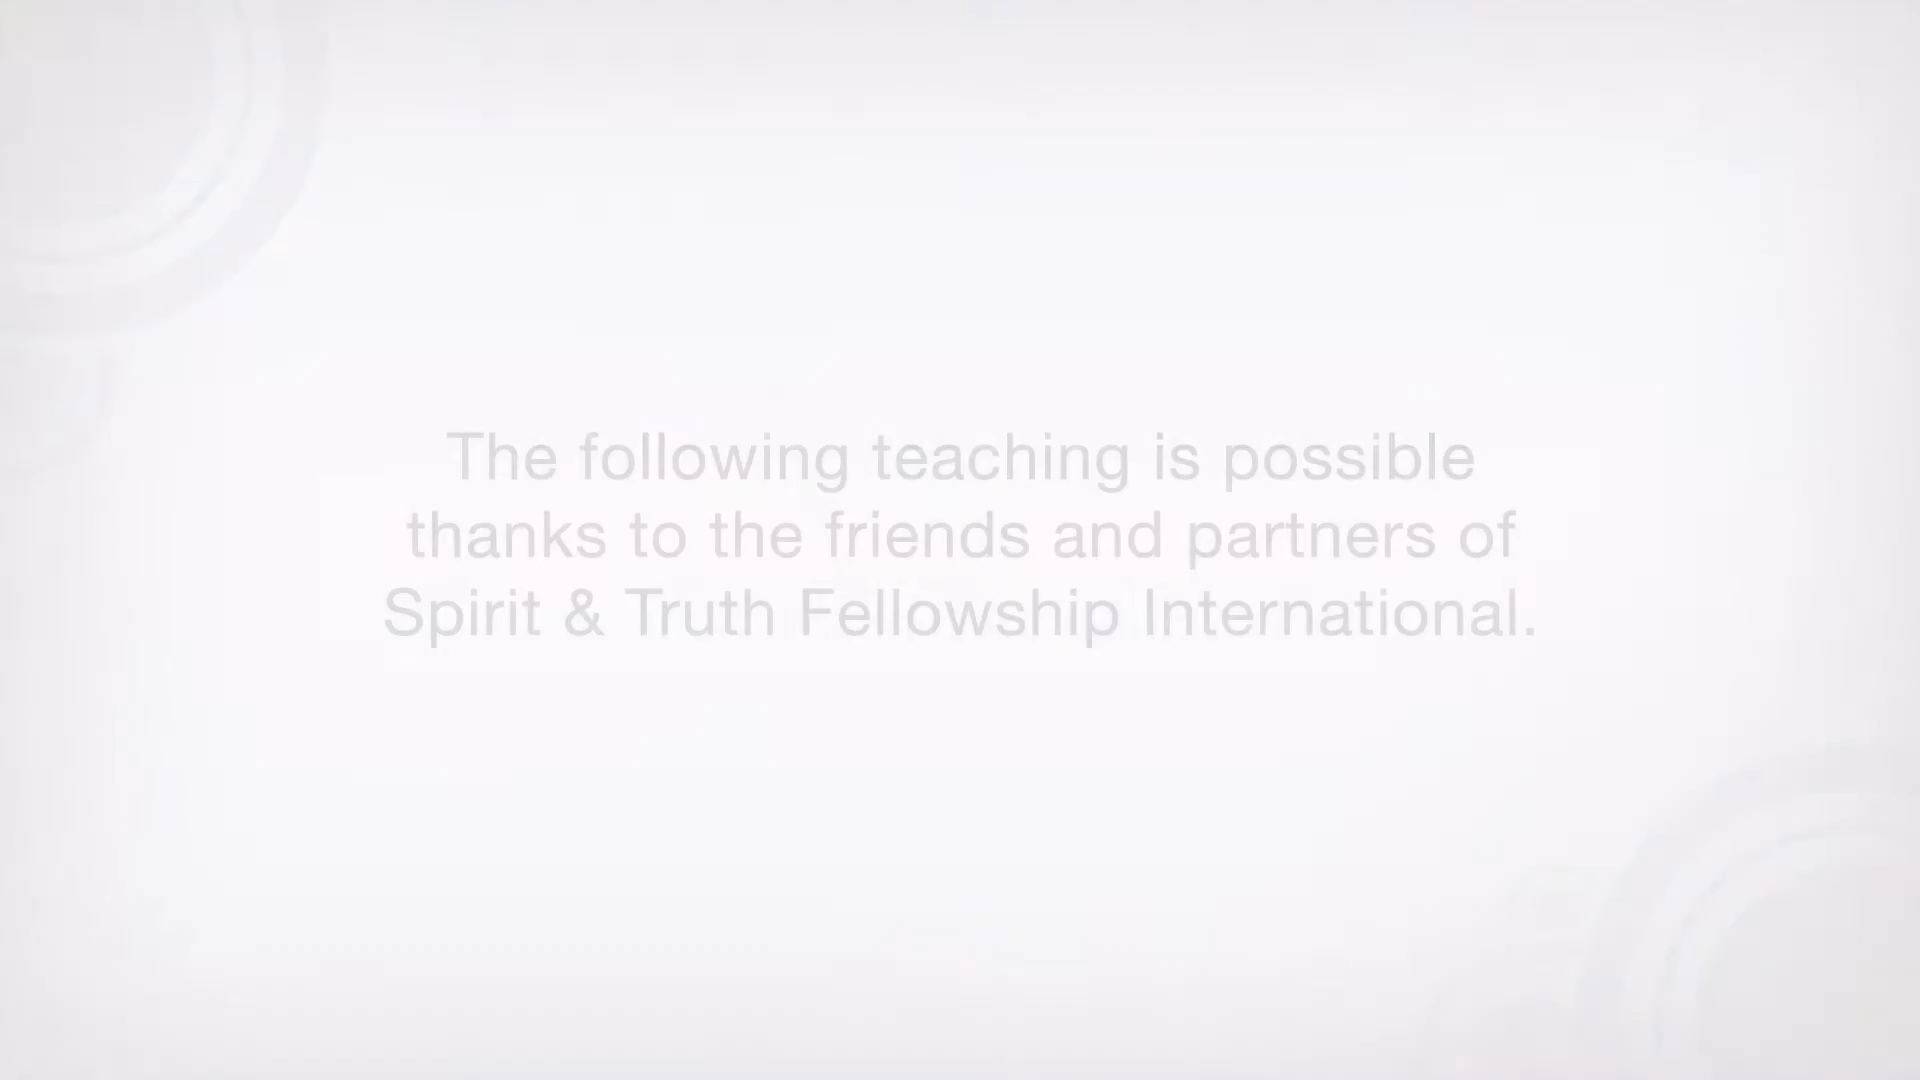 The following teaching is possible
thanks to the friends and partners of
Spirit & Truth Fellowship International.